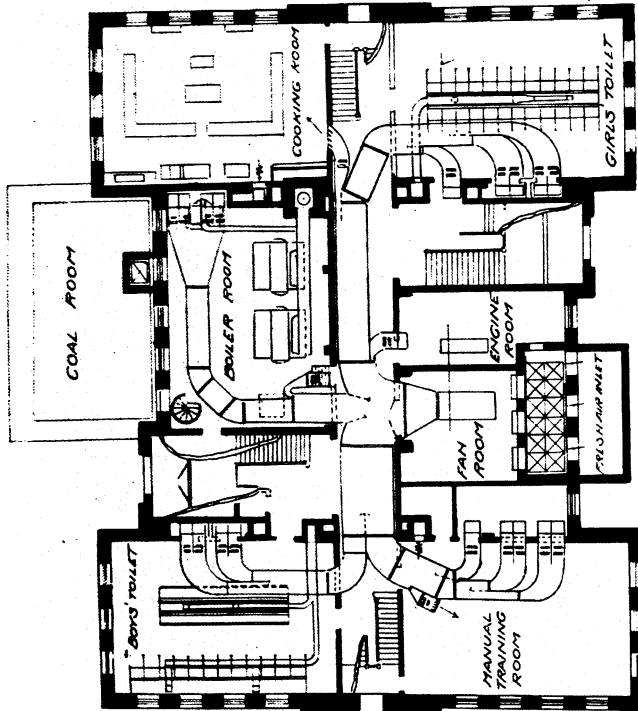 COOKING ROOM
GIRLS TOILET
COAL ROOM
BOILER ROOM
ENGINE
ROOM
FAN
ROOM
FRESH AIR INLET
BOYS' TOILET
MANUAL
TRAINING
ROOM